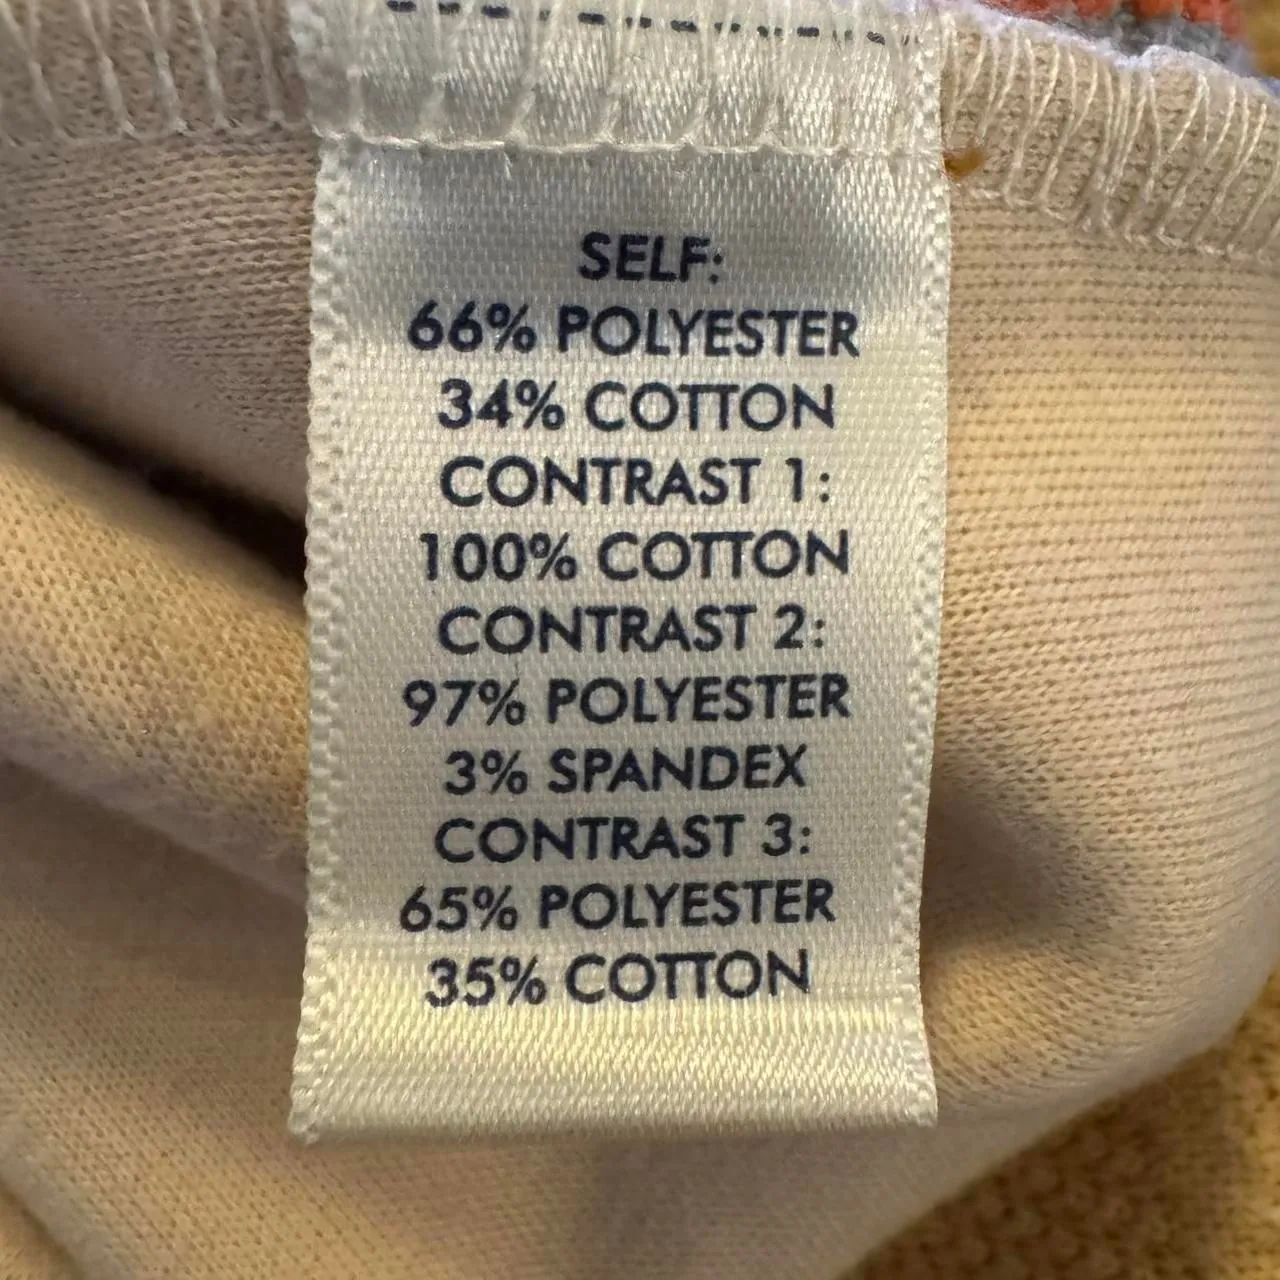 SELF:
66% POLYESTER
34% COTTON
CONTRAST 1:
100% COTTON
CONTRAST 2:
97% POLYESTER
3% SPANDEX
CONTRAST 3:
65% POLYESTER
35% COTTON